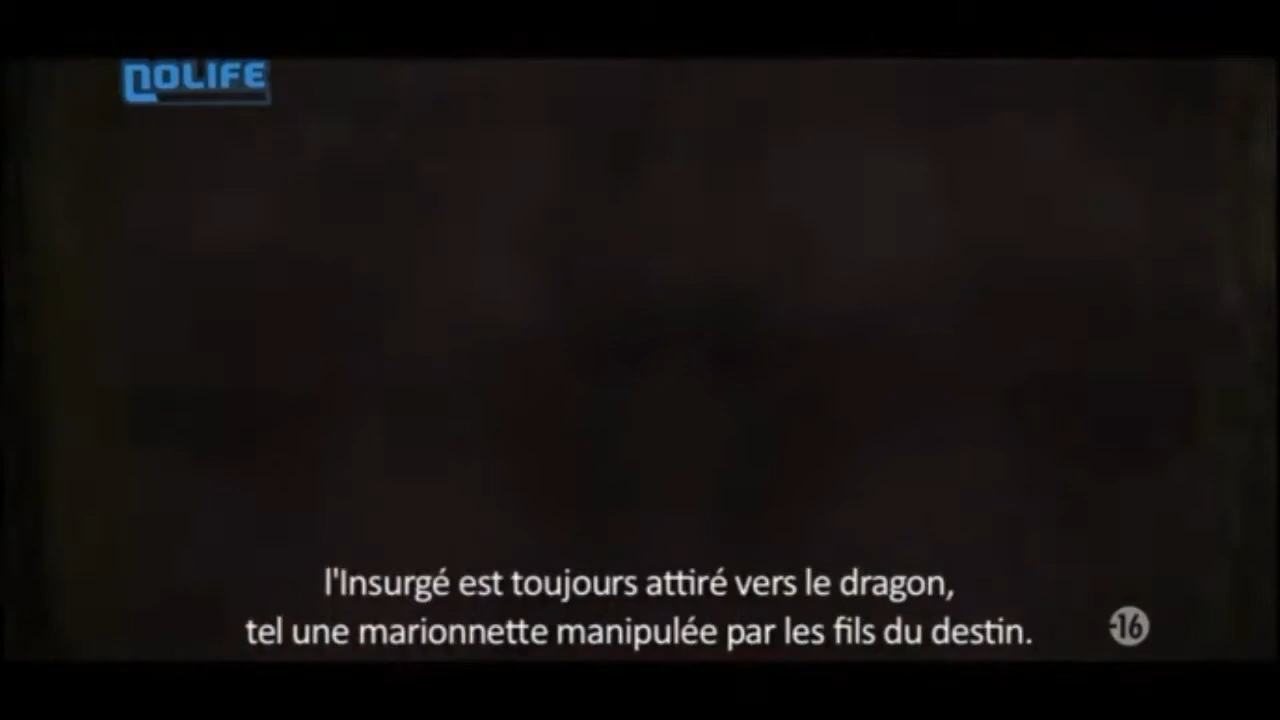 nolife
l'Insurgé est toujours attiré vers le dragon,
tel une marionnette manipulée par les fils du destin.
-16